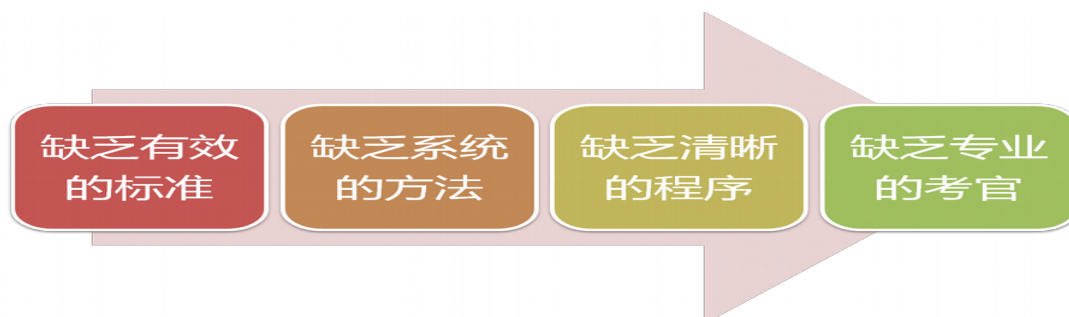 缺乏有效
的标准
缺乏系统
的方法
缺乏清晰
的程序
缺乏专业
的考官